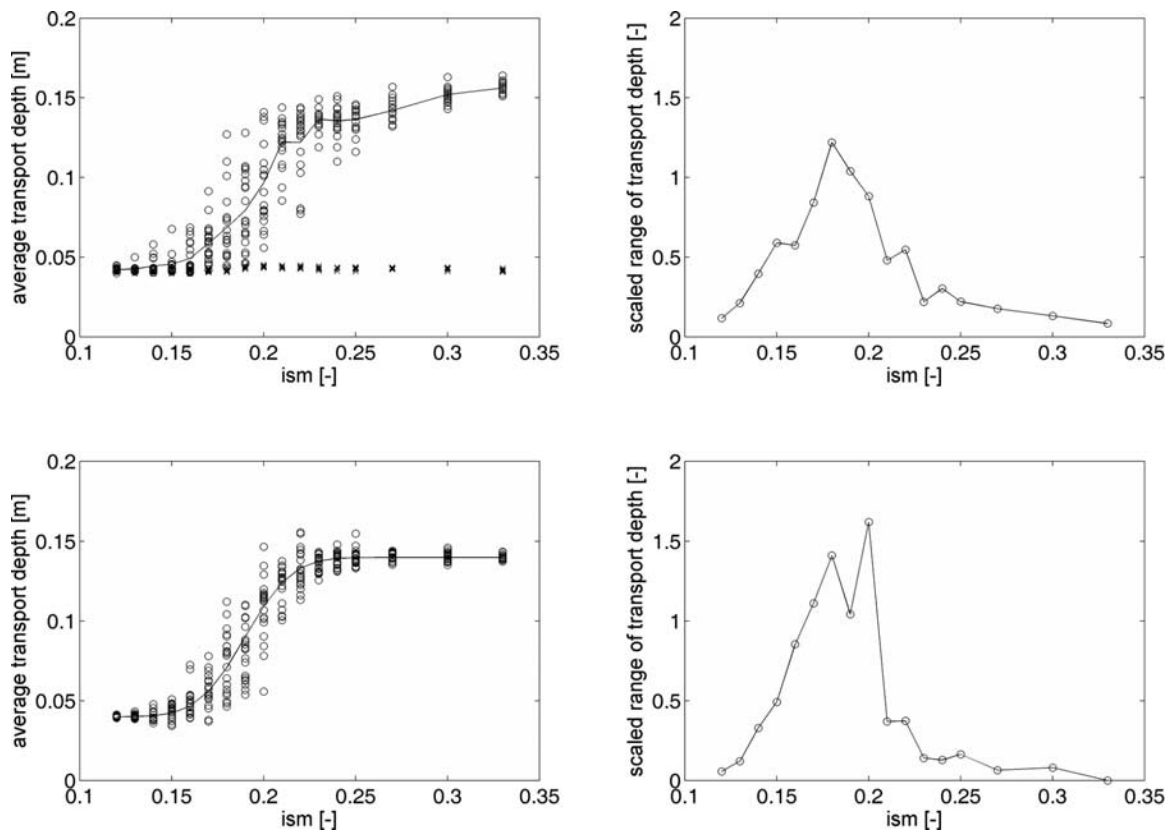 0.2
0.15
0.1
0.05
0
0.1 0.15 0.2 0.25 0.3 0.35
average transport depth [m]
ism [-]
2
1.5
1
0.5
0
0.1 0.15 0.2 0.25 0.3 0.35
scaled range of transport depth [-]
ism [-]
0.2
0.15
0.1
0.05
0
0.1 0.15 0.2 0.25 0.3 0.35
average transport depth [m]
ism [-]
2
1.5
1
0.5
0
0.1 0.15 0.2 0.25 0.3 0.35
scaled range of transport depth [-]
ism [-]